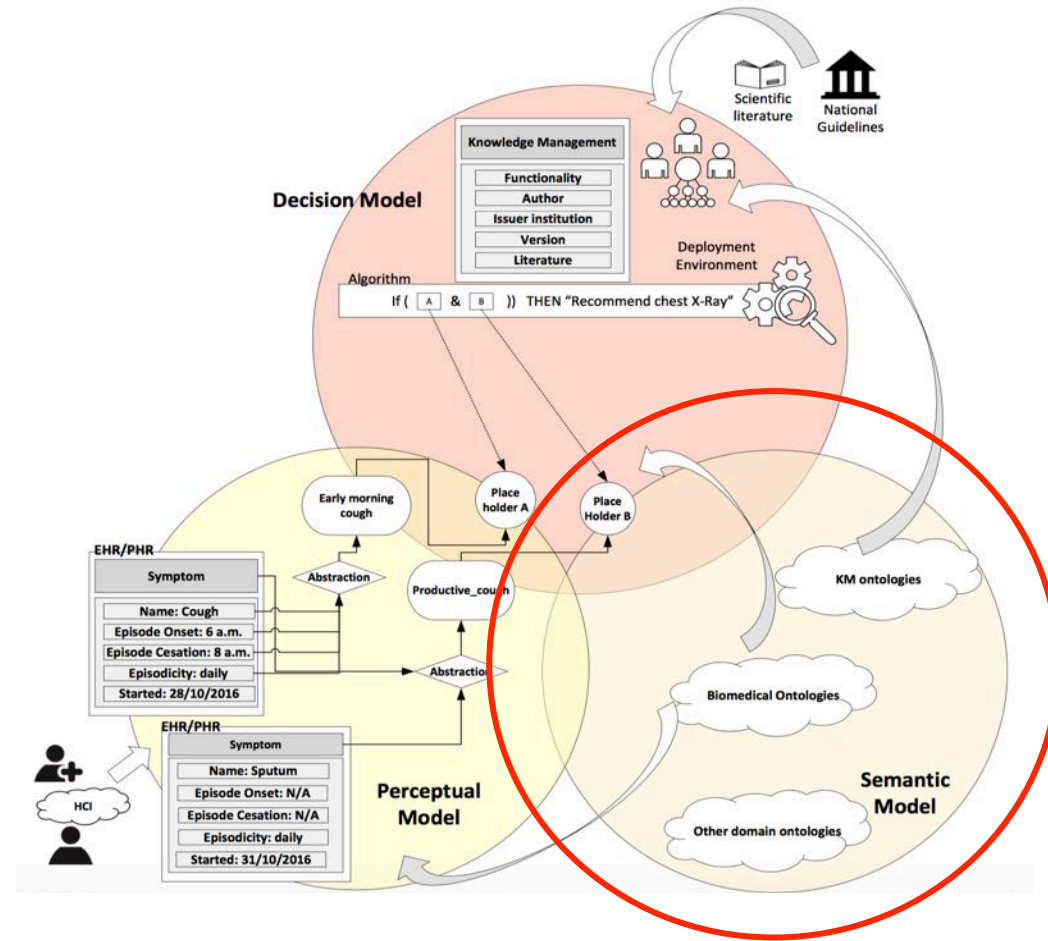 Scientific
literature
National
Guidelines
Knowledge Management
Functionality
Author
Issuer institution
Version
Literature
Decision Model
Deployment
Environment
Algorithm
If ( A & B )) THEN “Recommend chest X-Ray”
Early morning
cough
Place
holder A
Place
Holder B
EHR/PHR
Symptom
Name: Cough
Episode Onset: 6 a.m.
Episode Cesation: 8 a.m.
Episodicity: daily
Started: 28/10/2016
Abstraction
Productive_cough
Abstraction
KM ontologies
Biomedical Ontologies
Other domain ontologies
Semantic
Model
EHR/PHR
Symptom
Name: Sputum
Episode Onset: N/A
Episode Cesation: N/A
Episodicity: daily
Started: 31/10/2016
HCI
Perceptual
Model